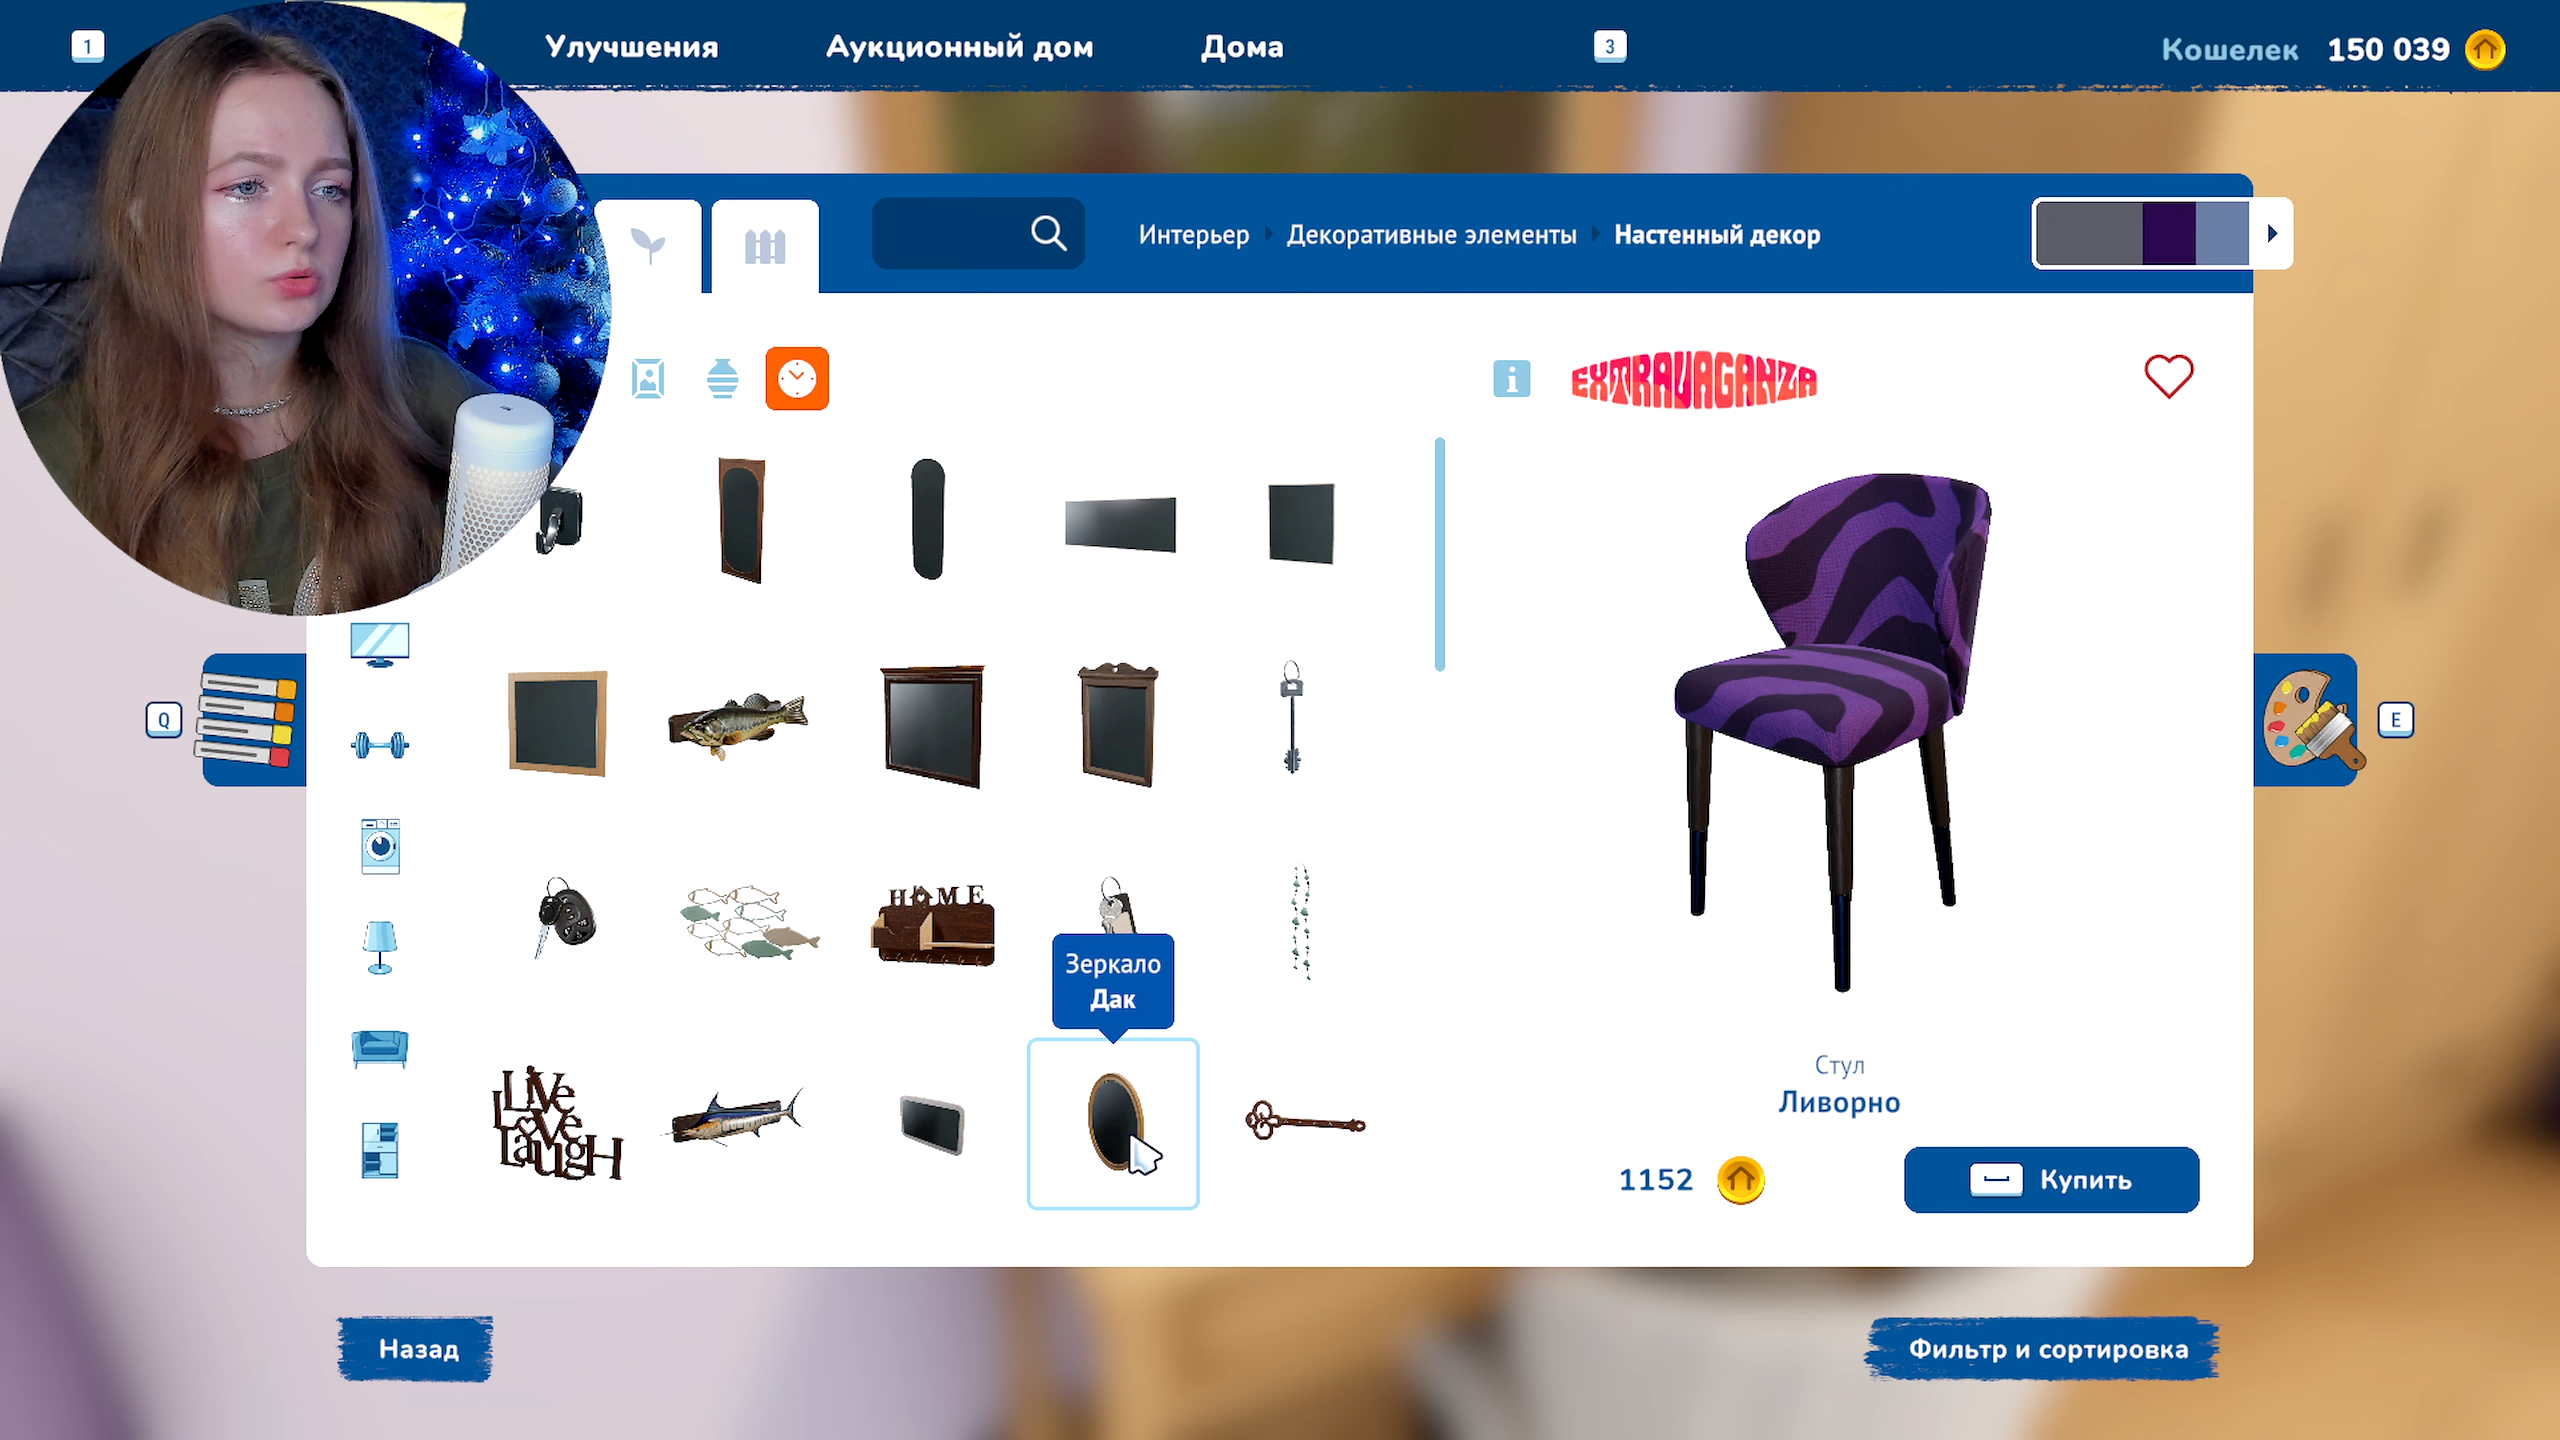 1
Улучшения
Аукционный дом
Дома
3
Кошелек
150 039
Интерьер
Декоративные элементы
Настенный декор
i
EXTRAVAGANZA
Q
E
HOME
Зеркало
Дак
LIVE
LOVE
LAUGH
Стул
Ливорно
1152
Купить
Назад
Фильтр и сортировка